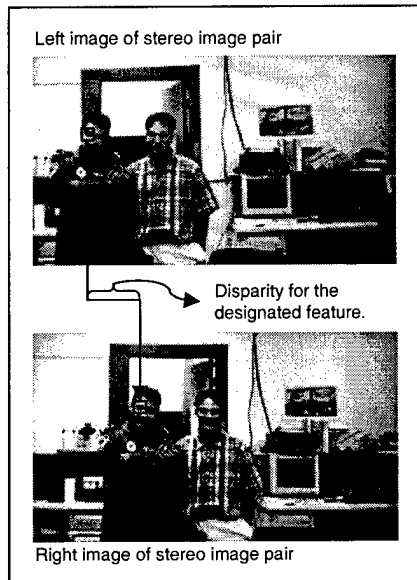 Left image of stereo image pair
Disparity for the
designated feature.
Right image of stereo image pair